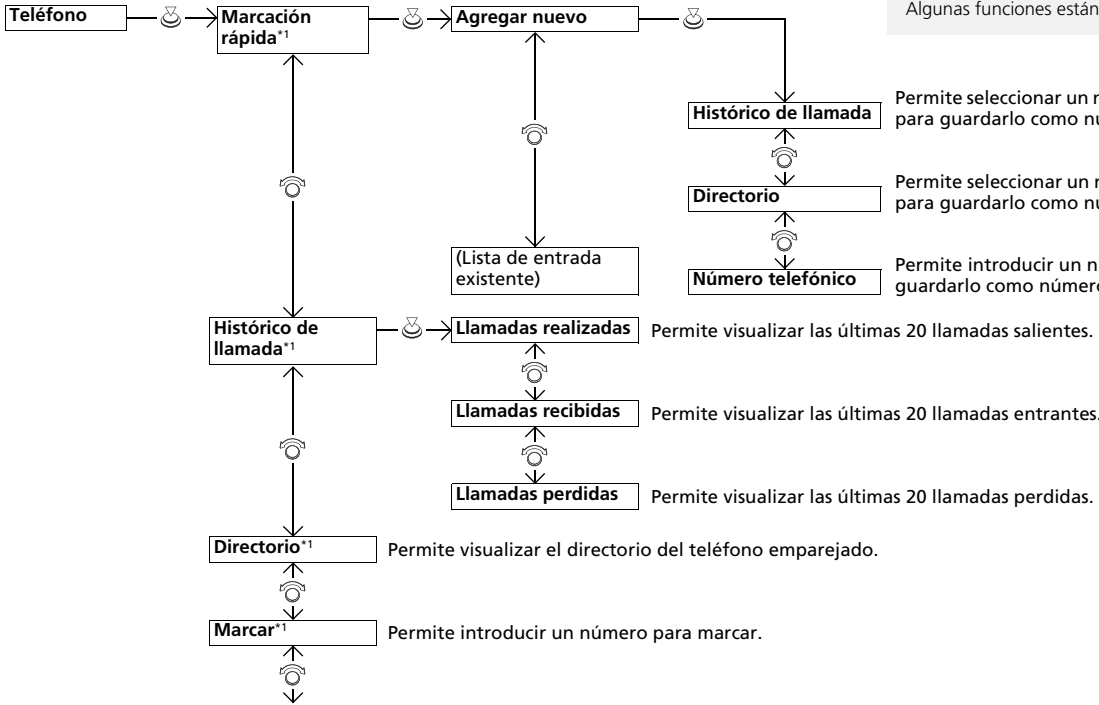 Teléfono
Marcación
rápida*1
Agregar nuevo
Algunas funciones están
Histórico de llamada
Permite seleccionar un
para guardarlo como
Directorio
Permite seleccionar un
para guardarlo como
(Lista de entrada
existente)
Número telefónico
Permite introducir un
guardarlo como número
Histórico de
llamada*1
Llamadas realizadas
Permite visualizar las últimas 20 llamadas salientes.
Llamadas recibidas
Permite visualizar las últimas 20 llamadas entrantes.
Llamadas perdidas
Permite visualizar las últimas 20 llamadas perdidas.
Directorio*1
Permite visualizar el directorio del teléfono emparejado.
Marcar*1
Permite introducir un número para marcar.